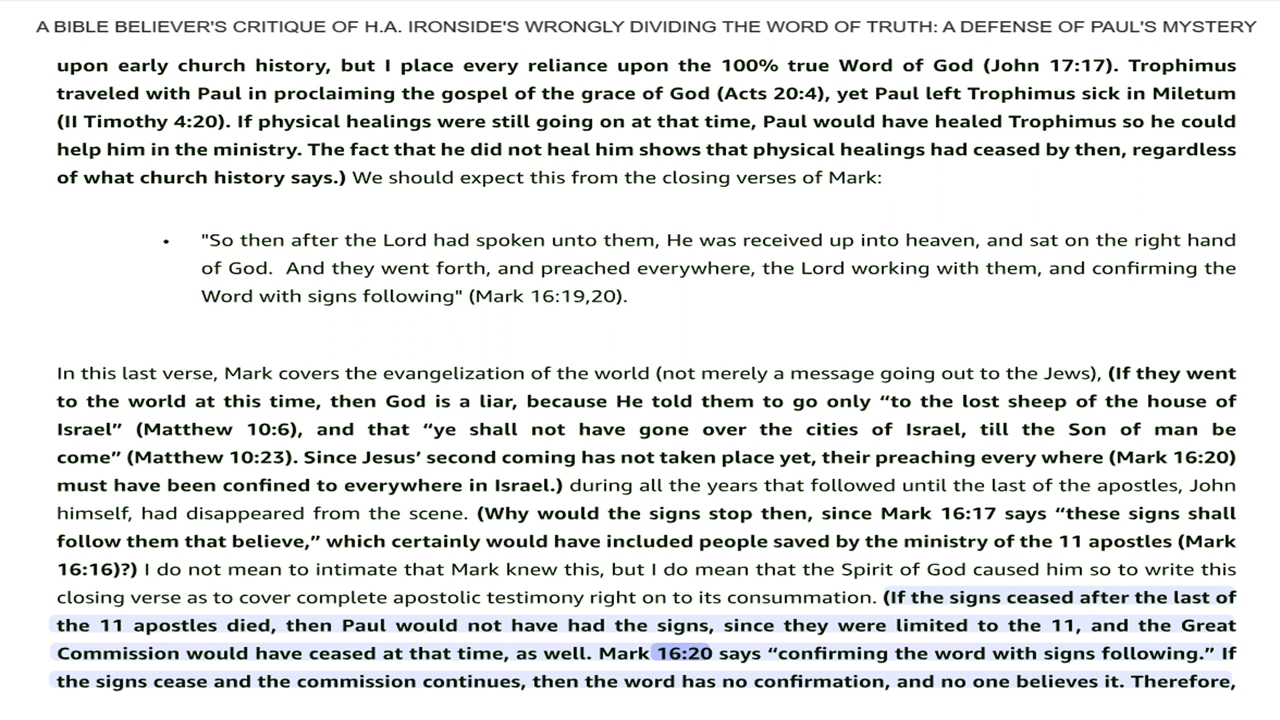 A BIBLE BELIEVER'S CRITIQUE OF H.A. IRONSIDE'S WRONGLY DIVIDING THE WORD OF TRUTH: A DEFENSE OF PAUL'S MYSTERY
upon early church history, but I place every reliance upon the 100% true Word of God (John 17:17). Trophimus
traveled with Paul in proclaiming the gospel of the grace of God (Acts 20:4), yet Paul left Trophimus sick in Miletum
(II Timothy 4:20). If physical healings were still going on at that time, Paul would have healed Trophimus so he could
help him in the ministry. The fact that he did not heal him shows that physical healings had ceased by then, regardless
of what church history says.) We should expect this from the closing verses of Mark:
• "So then after the Lord had spoken unto them, He was received up into heaven, and sat on the right hand
of God.  And they went forth, and preached everywhere, the Lord working with them, and confirming the
Word with signs following" (Mark 16:19,20).
In this last verse, Mark covers the evangelization of the world (not merely a message going out to the Jews), (If they went
to the world at this time, then God is a liar, because He told them to go only “to the lost sheep of the house of
Israel” (Matthew 10:6), and that “ye shall not have gone over the cities of Israel, till the Son of man be
come” (Matthew 10:23). Since Jesus’ second coming has not taken place yet, their preaching every where (Mark 16:20)
must have been confined to everywhere in Israel.) during all the years that followed until the last of the apostles, John
himself, had disappeared from the scene. (Why would the signs stop then, since Mark 16:17 says “these signs shall
follow them that believe,” which certainly would have included people saved by the ministry of the 11 apostles (Mark
16:16)?) I do not mean to intimate that Mark knew this, but I do mean that the Spirit of God caused him so to write this
closing verse as to cover complete apostolic testimony right on to its consummation. (If the signs ceased after the last of
the 11 apostles died, then Paul would not have had the signs, since they were limited to the 11, and the Great
Commission would have ceased at that time, as well. Mark 16:20 says “confirming the word with signs following.” If
the signs cease and the commission continues, then the word has no confirmation, and no one believes it. Therefore,